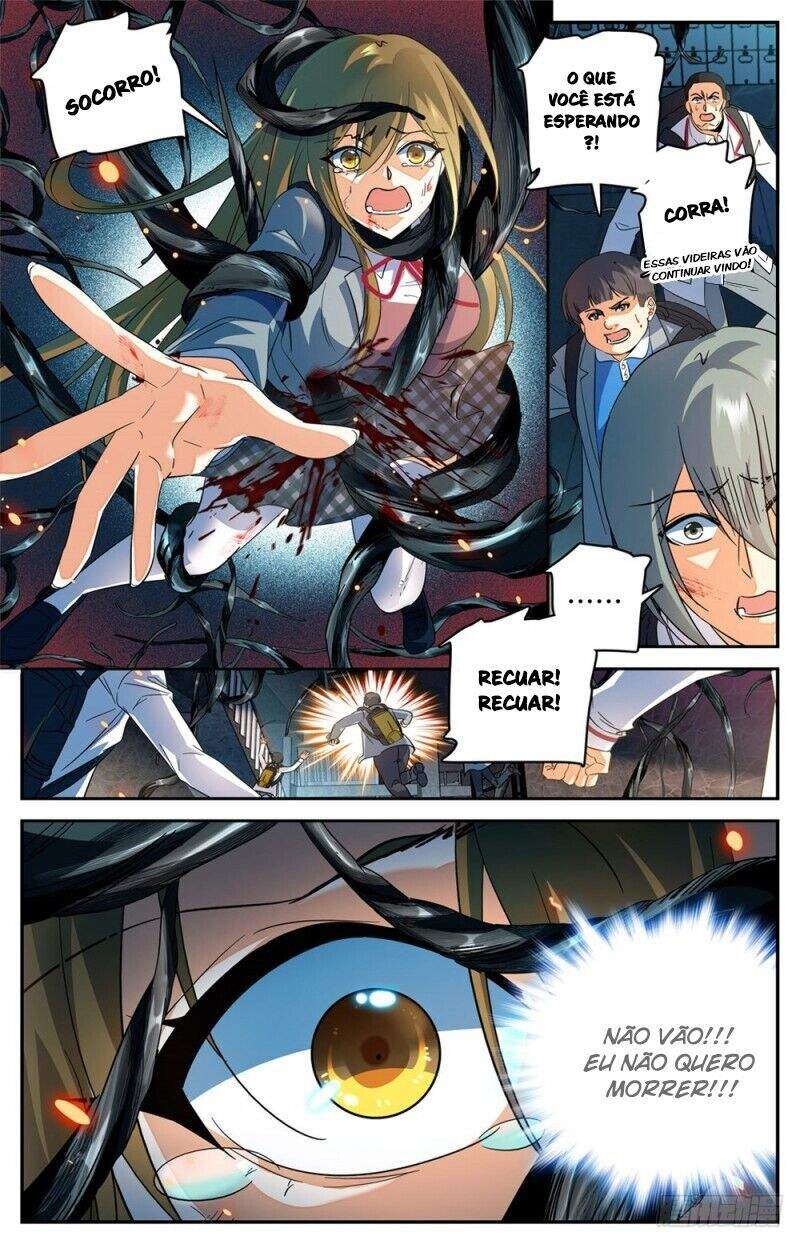 SOCORRO!
O QUE
VOCÊ ESTÁ
ESPERANDO
?!
CORRA!
ESSAS VIDEIRAS VÃO
CONTINUAR VINDO!
......
RECUAR!
RECUAR!
NÃO VÃO!!!
EU NÃO QUERO
MORRER!!!